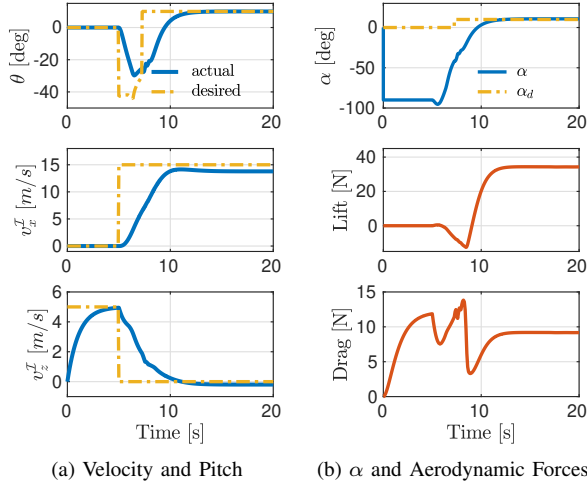 θ [deg]
0
-20
-40
0 10 20
actual
desired
α [deg]
0
-50
-100
0 10 20
α
α_d
v_x^ℐ [m/s]
15
10
5
0
0 10 20
Lift [N]
40
20
0
0 10 20
v_z^ℐ [m/s]
6
4
2
0
0 10 20
Time [s]
Drag [N]
15
10
5
0
0 10 20
Time [s]
(a) Velocity and Pitch
(b) α and Aerodynamic Forces